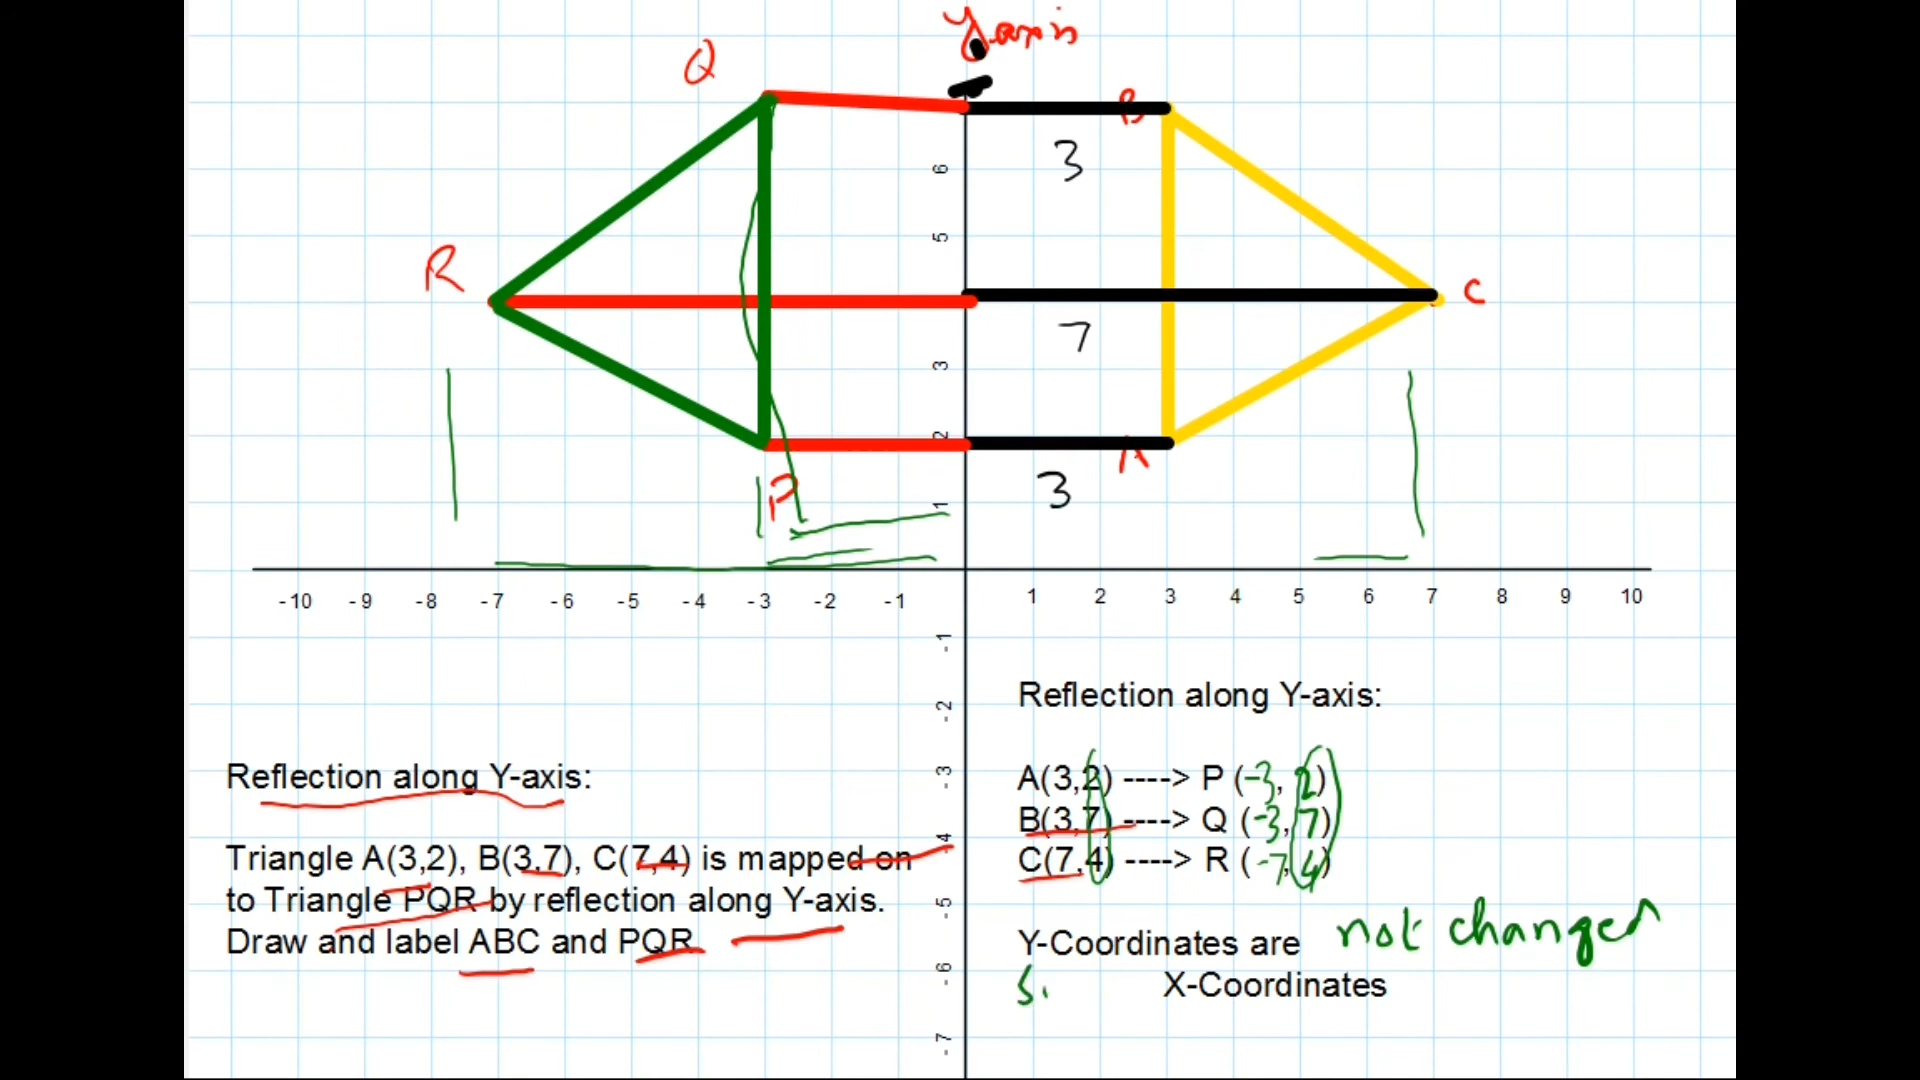 Y axis
Q
B
3
6
5
R
C
7
3
2
A
3
P
1
-10 -9 -8 -7 -6 -5 -4 -3 -2 -1 1 2 3 4 5 6 7 8 9 10
-1
-2
-3
-4
-5
-6
-7
Reflection along Y-axis:
Triangle A(3,2), B(3,7), C(7,4) is mapped on
to Triangle PQR by reflection along Y-axis.
Draw and label ABC and PQR
Reflection along Y-axis:
A(3,2) ----> P (-3, 2)
B(3,7) ----> Q (-3, 7)
C(7,4) ----> R (-7, 4)
Y-Coordinates are not changed
S. X-Coordinates